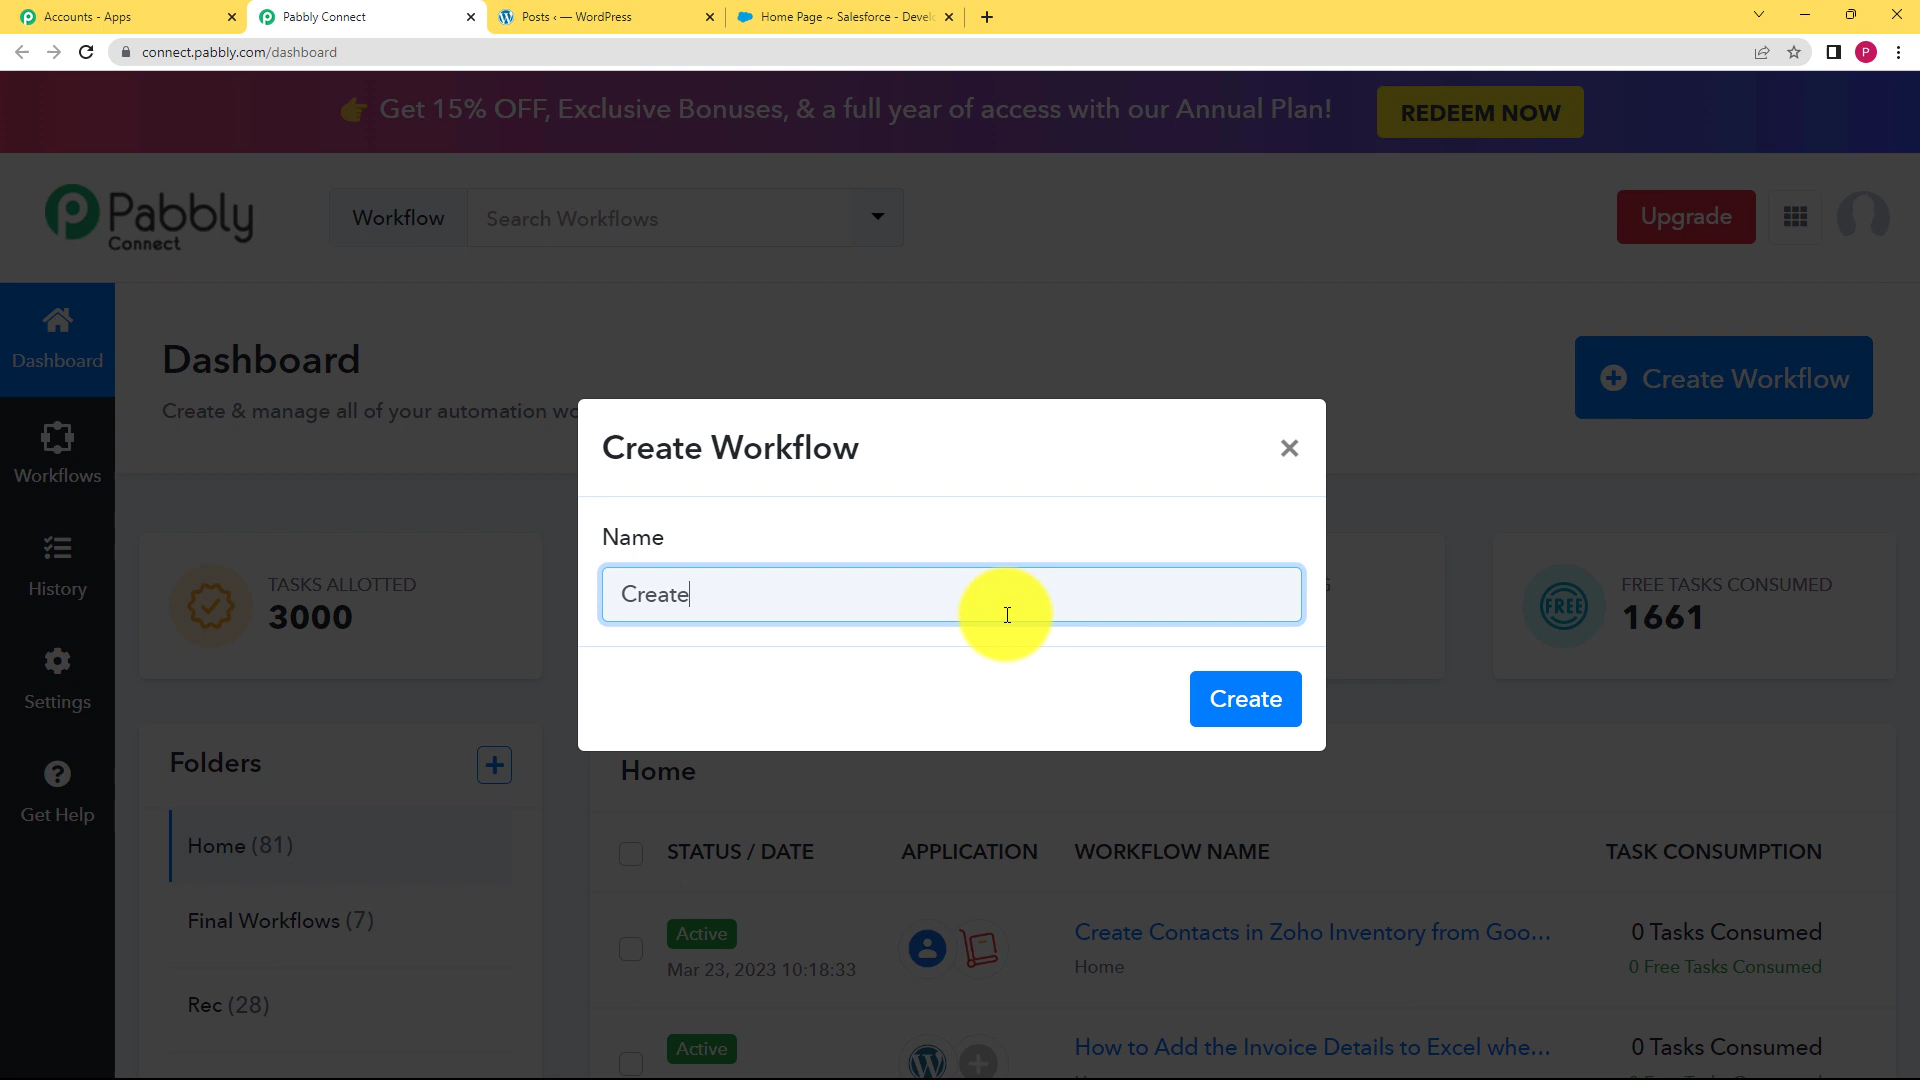 Accounts - Apps
Pabbly Connect
Posts ‹ — WordPress
Home Page ~ Salesforce - Devel
connect.pabbly.com/dashboard
P
👉 Get 15% OFF, Exclusive Bonuses, & a full year of access with our Annual Plan!
REDEEM NOW
Pabbly
Connect
Workflow
Search Workflows
Upgrade
Dashboard
Workflows
History
Settings
Get Help
Dashboard
Create & manage all of your automation wo
Create Workflow
Create Workflow
×
Name
Create
Create
TASKS ALLOTTED
3000
G
FREE
FREE TASKS CONSUMED
1661
Folders
Home (81)
Final Workflows (7)
Rec (28)
Home
STATUS / DATE
APPLICATION
WORKFLOW NAME
TASK CONSUMPTION
Active
Mar 23, 2023 10:18:33
Create Contacts in Zoho Inventory from Goo...
Home
0 Tasks Consumed
0 Free Tasks Consumed
Active
How to Add the Invoice Details to Excel whe...
0 Tasks Consumed